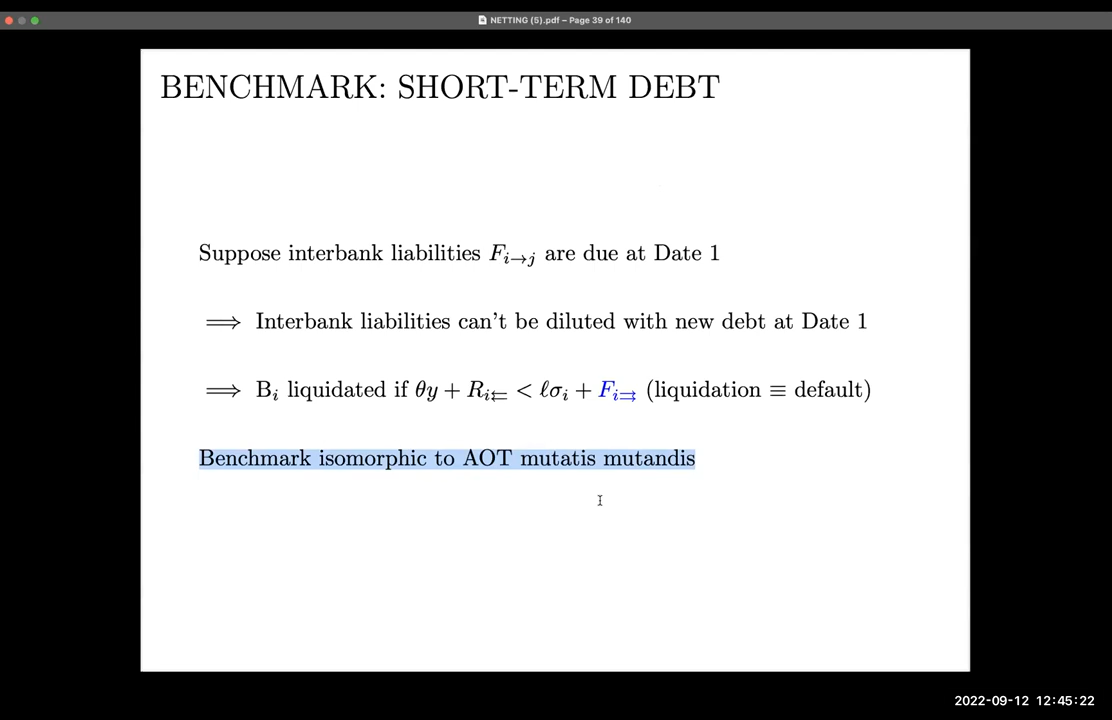 NETTING (5).pdf – Page 39 of 140
BENCHMARK: SHORT-TERM DEBT
Suppose interbank liabilities F_{i→j} are due at Date 1
⟹ Interbank liabilities can't be diluted with new debt at Date 1
⟹ B_i liquidated if θy + R_{i⇇} < ℓσ_i + F_{i⇉} (liquidation ≡ default)
Benchmark isomorphic to AOT mutatis mutandis
2022-09-12 12:45:22